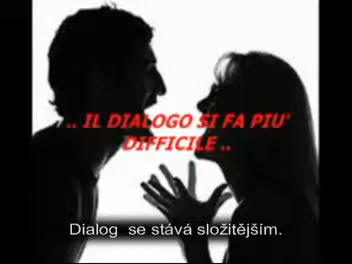 .. IL DIALOGO SI FA PIU'
DIFFICILE ..
Dialog se stává složitějším.